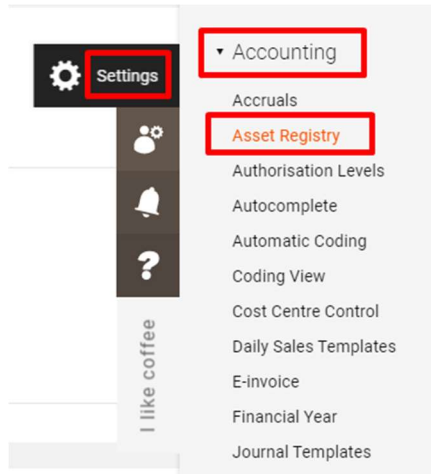 Settings
?
I like coffee
Accounting
Accruals
Asset Registry
Authorisation Levels
Autocomplete
Automatic Coding
Coding View
Cost Centre Control
Daily Sales Templates
E-invoice
Financial Year
Journal Templates